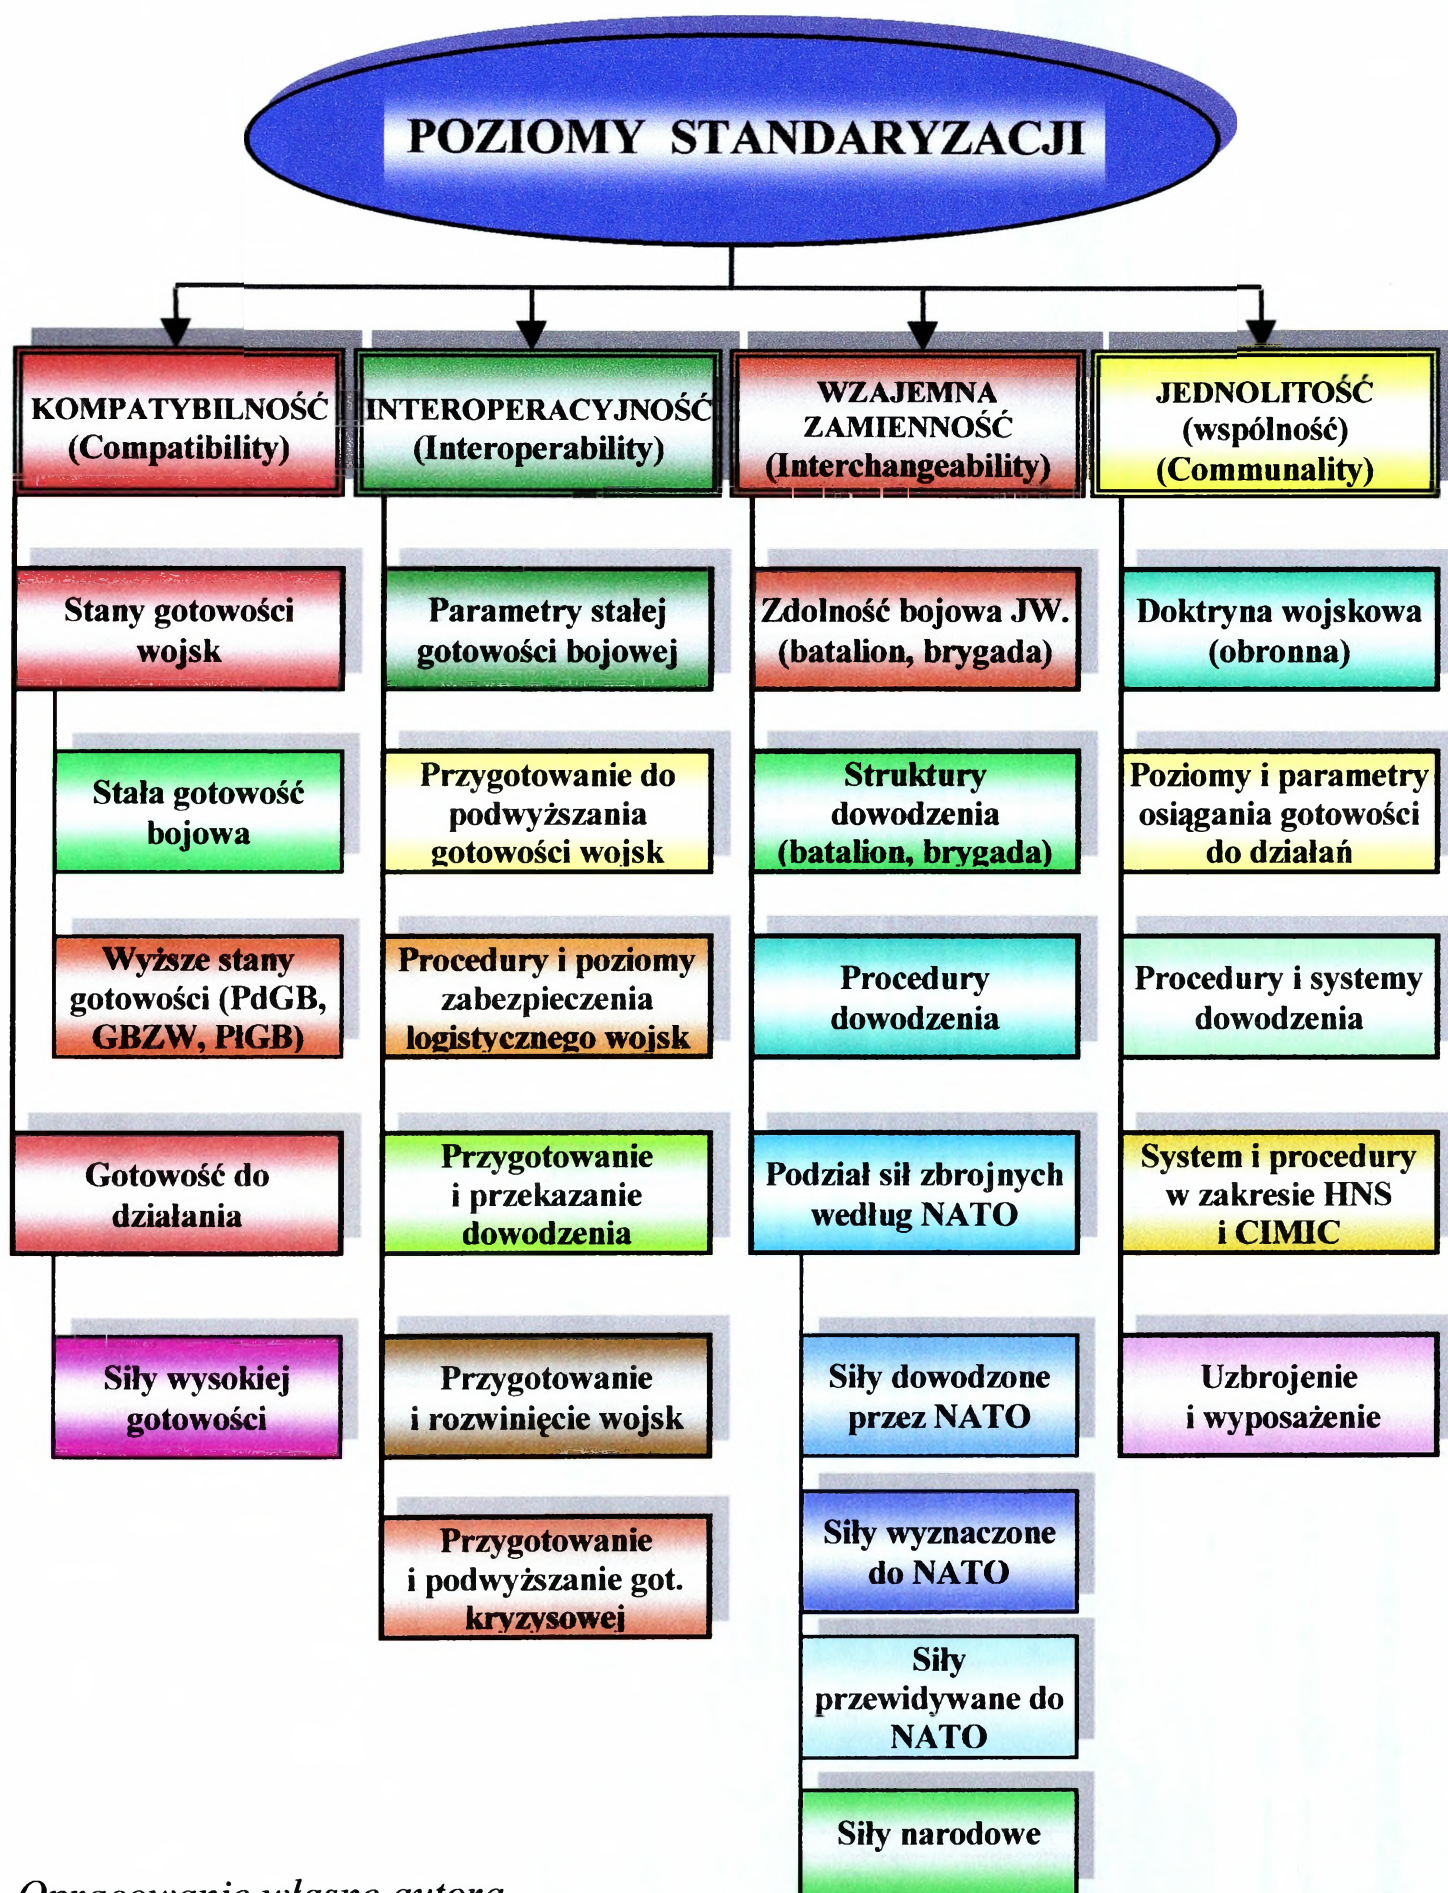 POZIOMY STANDARYZACJI
KOMPATYBILNOŚĆ
(Compatibility)
Stany gotowości
wojsk
Stała gotowość
bojowa
Wyższe stany
gotowości (PdGB,
GBZW, PłGB)
Gotowość do
działania
Siły wysokiej
gotowości
INTEROPERACYJNOŚĆ
(Interoperability)
Parametry stałej
gotowości bojowej
Przygotowanie do
podwyższania
gotowości wojsk
Procedury i poziomy
zabezpieczenia
logistycznego wojsk
Przygotowanie
i przekazanie
dowodzenia
Przygotowanie
i rozwinięcie wojsk
Przygotowanie
i podwyższanie got.
kryzysowej
WZAJEMNA
ZAMIENNOŚĆ
(Interchangeability)
Zdolność bojowa JW.
(batalion, brygada)
Struktury
dowodzenia
(batalion, brygada)
Procedury
dowodzenia
Podział sił zbrojnych
według NATO
Siły dowodzone
przez NATO
Siły wyznaczone
do NATO
Siły
przewidywane do
NATO
Siły narodowe
JEDNOLITOŚĆ
(wspólność)
(Communality)
Doktryna wojskowa
(obronna)
Poziomy i parametry
osiągania gotowości
do działań
Procedury i systemy
dowodzenia
System i procedury
w zakresie HNS
i CIMIC
Uzbrojenie
i wyposażenie
Opracowanie własne autora